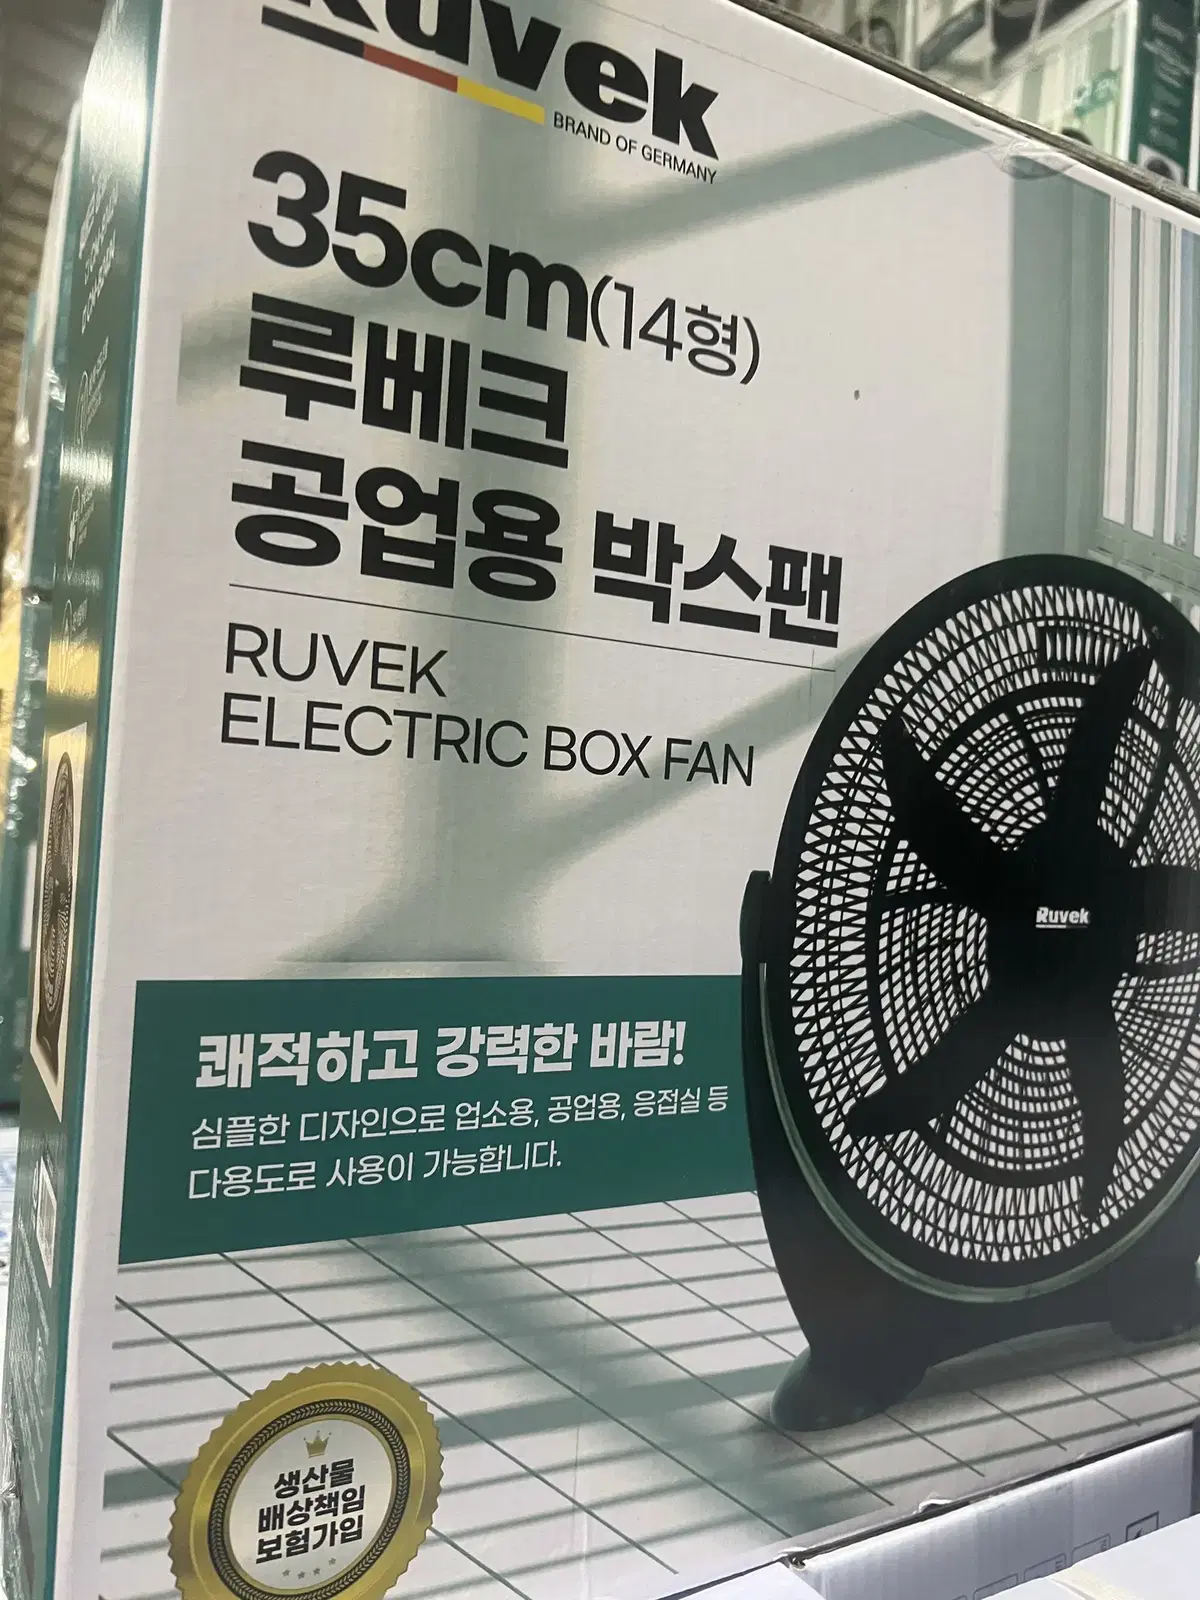 Ruvek
BRAND OF GERMANY
35cm(14형)
루베크
공업용 박스팬
RUVEK
ELECTRIC BOX FAN
Ruvek
쾌적하고 강력한 바람!
심플한 디자인으로 업소용, 공업용, 응접실 등
다용도로 사용이 가능합니다.
생산물
배상책임
보험가입